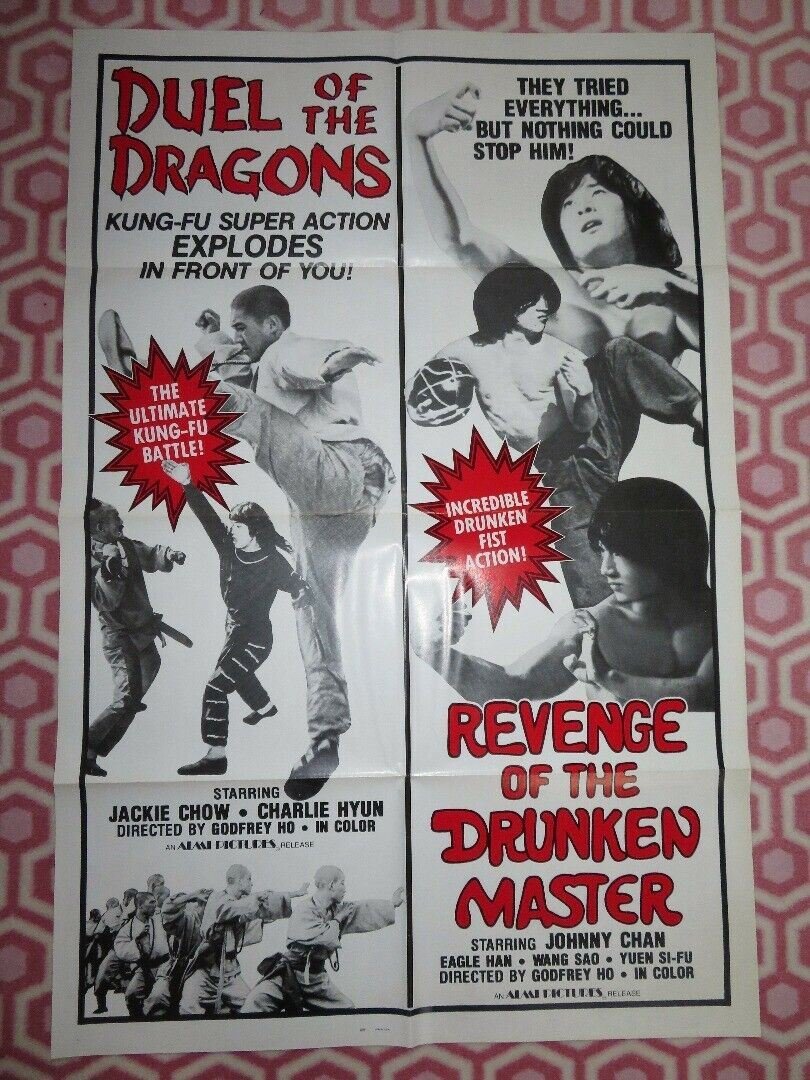 DUEL OF THE
DRAGONS
KUNG-FU SUPER ACTION
EXPLODES
IN FRONT OF YOU!
THE
ULTIMATE
KUNG-FU
BATTLE!
STARRING
JACKIE CHOW • CHARLIE HYUN
DIRECTED BY GODFREY HO • IN COLOR
AN ALMI PICTURES RELEASE
THEY TRIED
EVERYTHING...
BUT NOTHING COULD
STOP HIM!
INCREDIBLE
DRUNKEN
FIST
ACTION!
REVENGE
OF THE
DRUNKEN
MASTER
STARRING JOHNNY CHAN
EAGLE HAN • WANG SAO • YUEN SI-FU
DIRECTED BY GODFREY HO • IN COLOR
AN ALMI PICTURES RELEASE